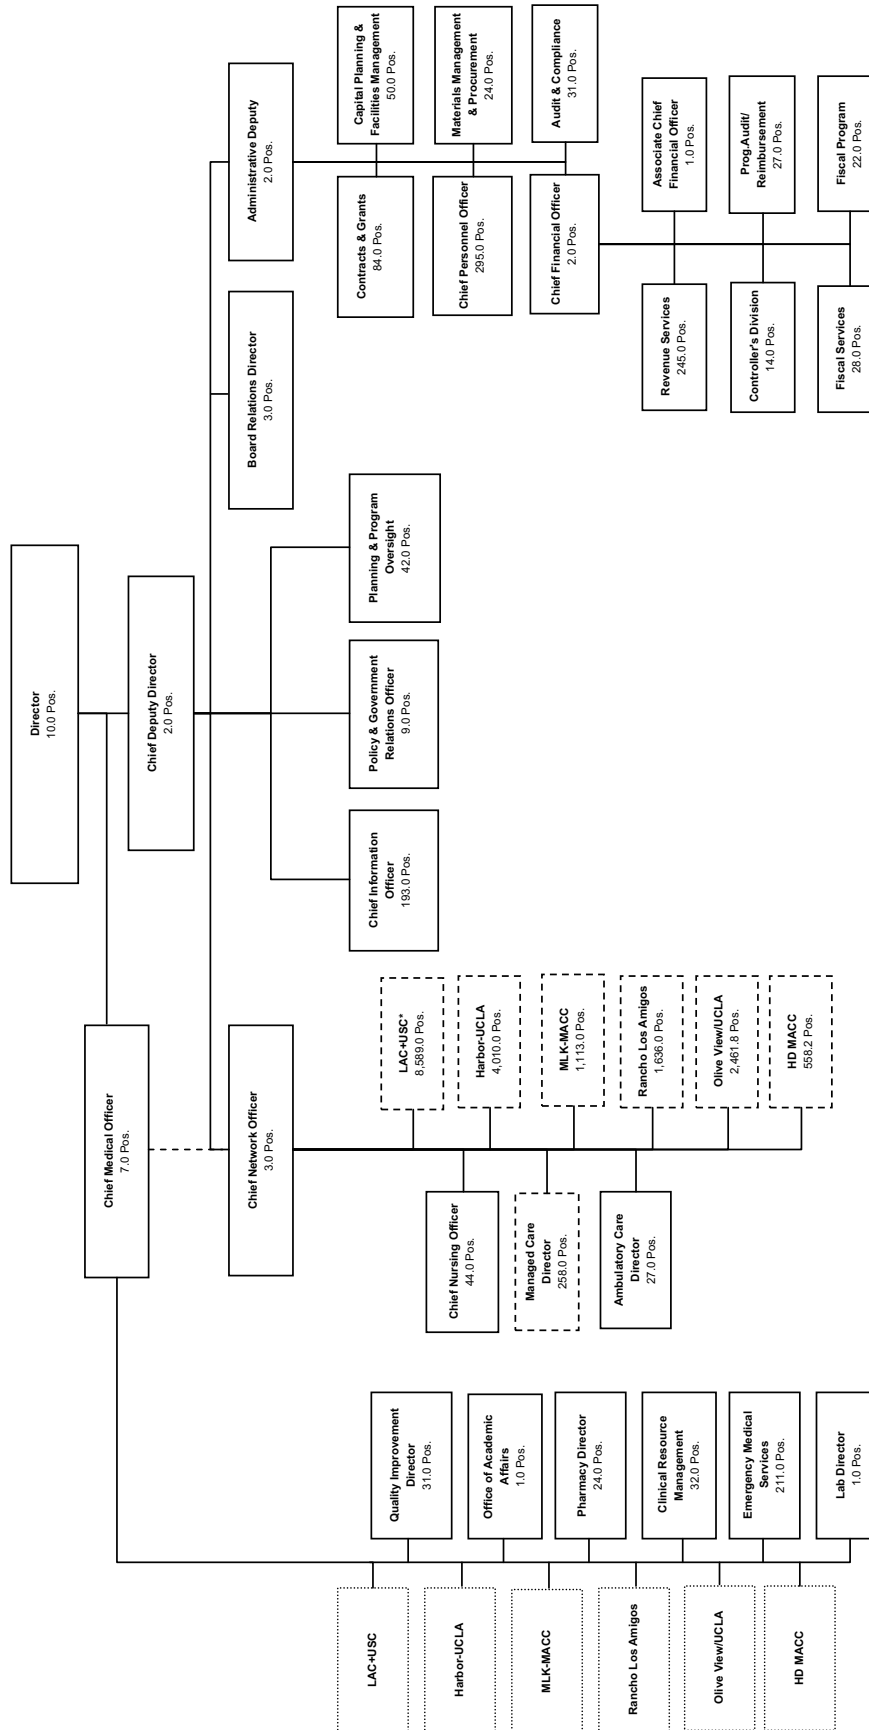 Director
10.0 Pos.
Chief Medical Officer
7.0 Pos.
Chief Deputy Director
2.0 Pos.
Chief Network Officer
3.0 Pos.
Board Relations Director
3.0 Pos.
Administrative Deputy
2.0 Pos.
LAC+USC
Harbor-UCLA
MLK-MACC
Rancho Los Amigos
Olive View/UCLA
HD MACC
Quality Improvement
Director
31.0 Pos.
Office of Academic
Affairs
1.0 Pos.
Pharmacy Director
24.0 Pos.
Clinical Resource
Management
32.0 Pos.
Emergency Medical
Services
211.0 Pos.
Lab Director
1.0 Pos.
Chief Nursing Officer
44.0 Pos.
Managed Care
Director
258.0 Pos.
Ambulatory Care
Director
27.0 Pos.
LAC+USC*
8,589.0 Pos.
Harbor-UCLA
4,010.0 Pos.
MLK-MACC
1,113.0 Pos.
Rancho Los Amigos
1,636.0 Pos.
Olive View/UCLA
2,461.8 Pos.
HD MACC
558.2 Pos.
Chief Information
Officer
193.0 Pos.
Policy & Government
Relations Officer
9.0 Pos.
Planning & Program
Oversight
42.0 Pos.
Contracts & Grants
84.0 Pos.
Capital Planning &
Facilities Management
50.0 Pos.
Chief Personnel Officer
295.0 Pos.
Materials Management
& Procurement
24.0 Pos.
Chief Financial Officer
2.0 Pos.
Audit & Compliance
31.0 Pos.
Revenue Services
245.0 Pos.
Associate Chief
Financial Officer
1.0 Pos.
Controller's Division
14.0 Pos.
Prog.Audit/
Reimbursement
27.0 Pos.
Fiscal Services
28.0 Pos.
Fiscal Program
22.0 Pos.